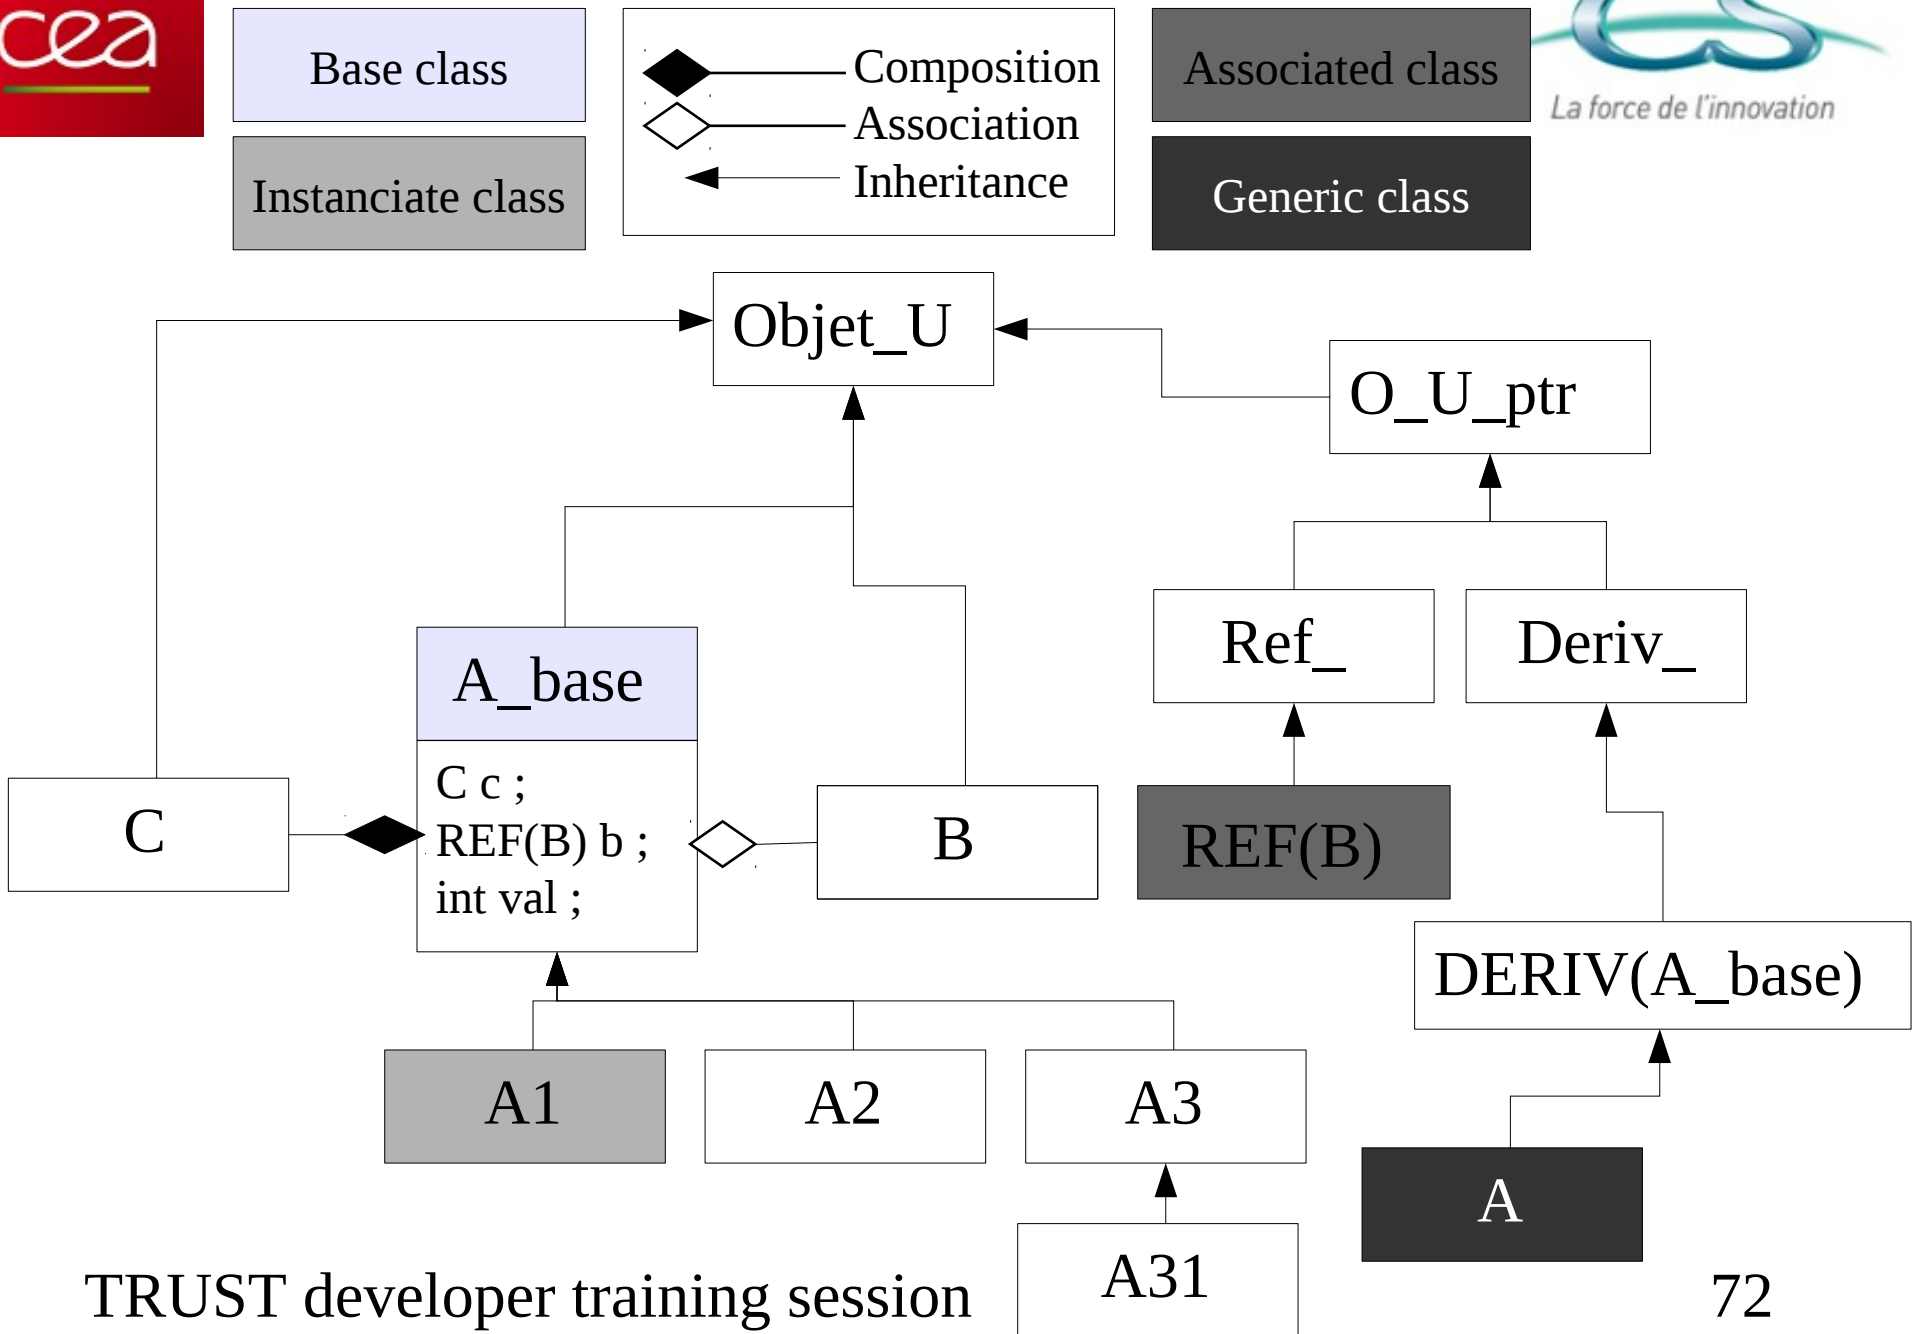 cea
Base class
Instanciate class
Composition
Association
Inheritance
Associated class
Generic class
CS
La force de l'innovation
Objet_U
O_U_ptr
Ref_
Deriv_
A_base
C c ;
REF(B) b ;
int val ;
C
B
REF(B)
DERIV(A_base)
A1
A2
A3
A
A31
TRUST developer training session
72